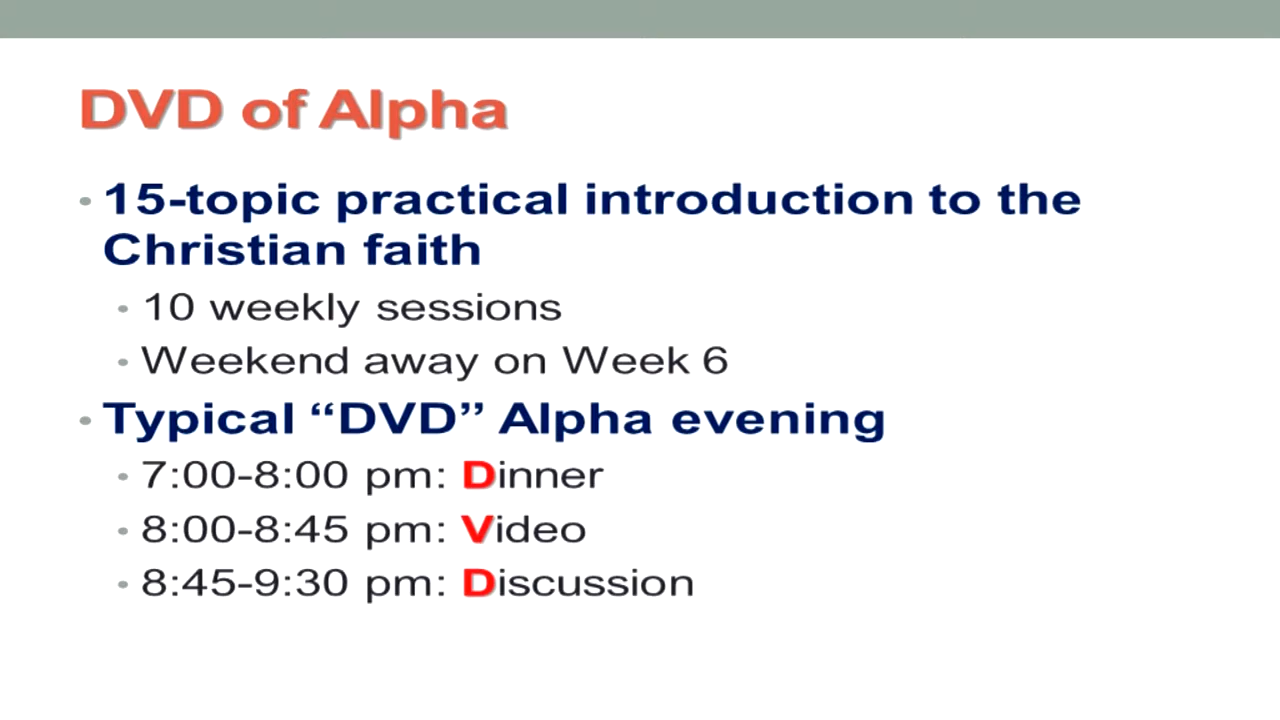 DVD of Alpha
• 15-topic practical introduction to the
Christian faith
• 10 weekly sessions
• Weekend away on Week 6
• Typical “DVD” Alpha evening
• 7:00-8:00 pm: Dinner
• 8:00-8:45 pm: Video
• 8:45-9:30 pm: Discussion